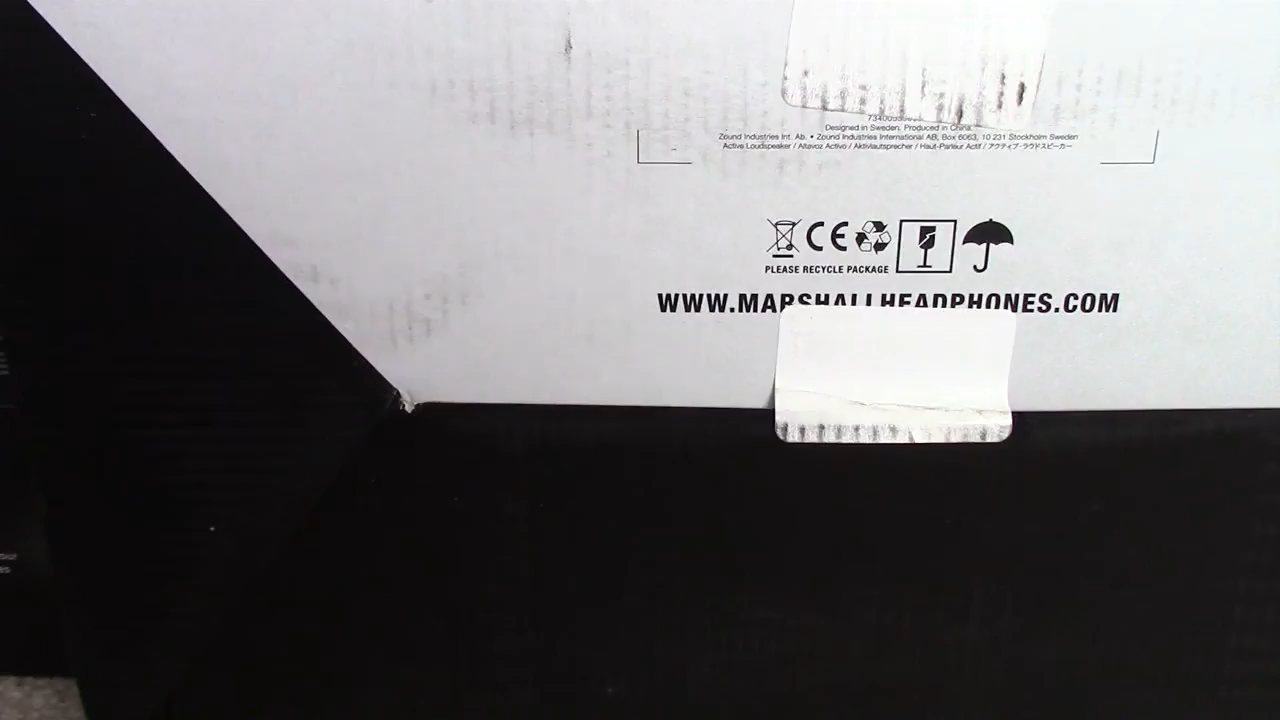 Designed in Sweden. Produced in China.
Zound Industries Int. Ab. • Zound Industries International AB, Box 6063, 10 231 Stockholm Sweden
Active Loudspeaker / Altavoz Activo / Aktivlautsprecher / Haut-Parleur Actif / アクティブ・ラウドスピーカー
CE
PLEASE RECYCLE PACKAGE
WWW.MARSHALLHEADPHONES.COM